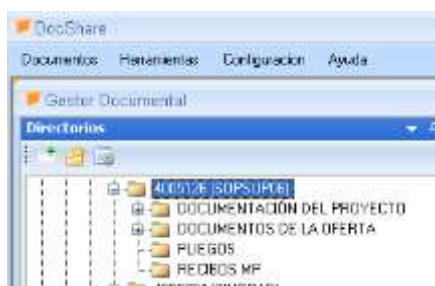 DocShare
Documentos Herramientas Configuracion Ayuda
Gestor Documental
Directorios
4005126 [SOPSUP06]
DOCUMENTACIÓN DEL PROYECTO
DOCUMENTOS DE LA OFERTA
PLIEGOS
RECIBOS MP